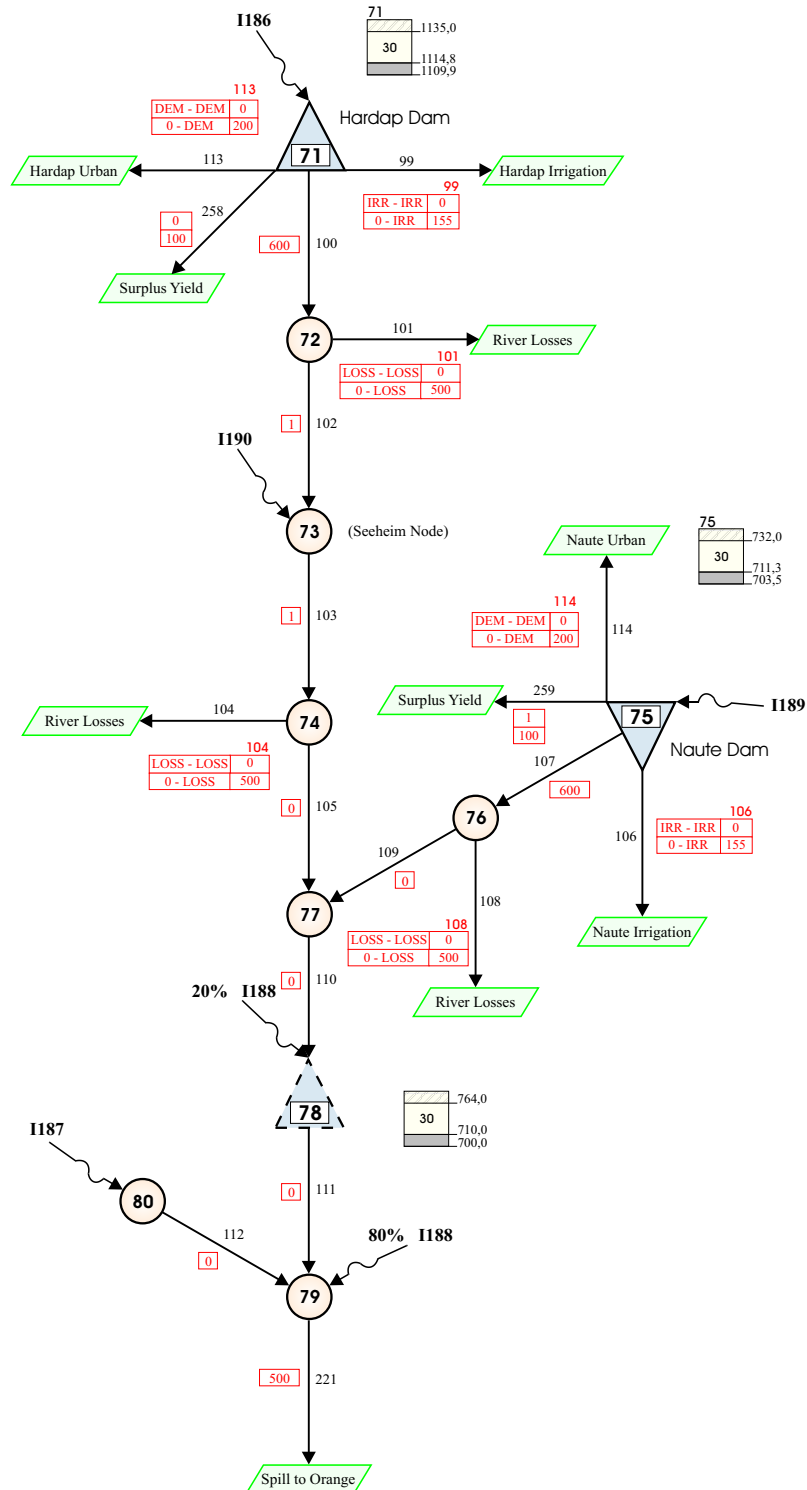 I186
71
1135,0
30
1114,8
1109,9
113
DEM - DEM 0
0 - DEM 200
Hardap Dam
71
Hardap Urban
113
99
Hardap Irrigation
99
IRR - IRR 0
0 - IRR 155
258
0
100
600
100
Surplus Yield
72
101
River Losses
101
LOSS - LOSS 0
0 - LOSS 500
1
102
I190
73
(Seeheim Node)
75
732,0
30
711,3
703,5
Naute Urban
1
103
114
DEM - DEM 0
0 - DEM 200
114
River Losses
104
74
Surplus Yield
259
75
I189
1
100
Naute Dam
104
LOSS - LOSS 0
0 - LOSS 500
107
600
0
105
76
106
106
IRR - IRR 0
0 - IRR 155
109
0
108
77
108
LOSS - LOSS 0
0 - LOSS 500
Naute Irrigation
0
110
20% I188
River Losses
78
764,0
30
710,0
700,0
I187
80
0
111
112
0
80% I188
79
500
221
Spill to Orange